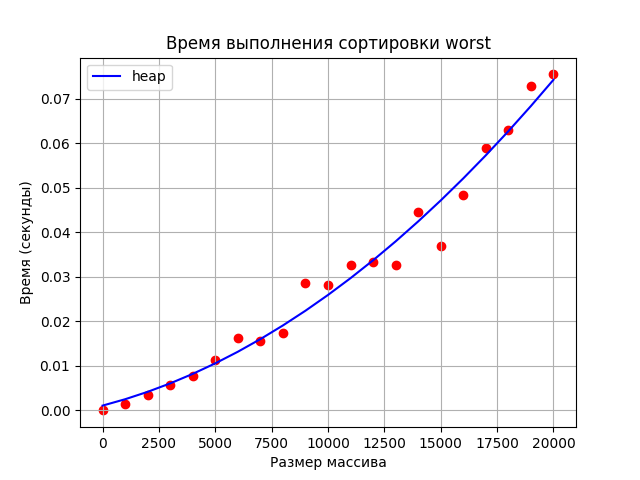 Время выполнения сортировки worst
heap
Время (секунды)
0.07
0.06
0.05
0.04
0.03
0.02
0.01
0.00
0 2500 5000 7500 10000 12500 15000 17500 20000
Размер массива